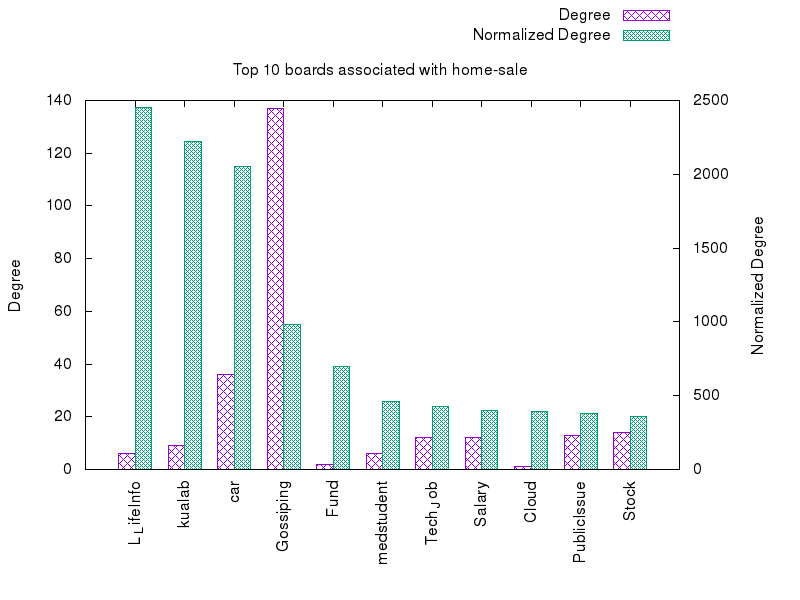 Degree
Normalized Degree
Top 10 boards associated with home-sale
140
120
100
80
60
40
20
0
2500
2000
1500
1000
500
0
Degree
Normalized Degree
L_LifeInfo
kualab
car
Gossiping
Fund
medstudent
Tech_Job
Salary
Cloud
PublicIssue
Stock